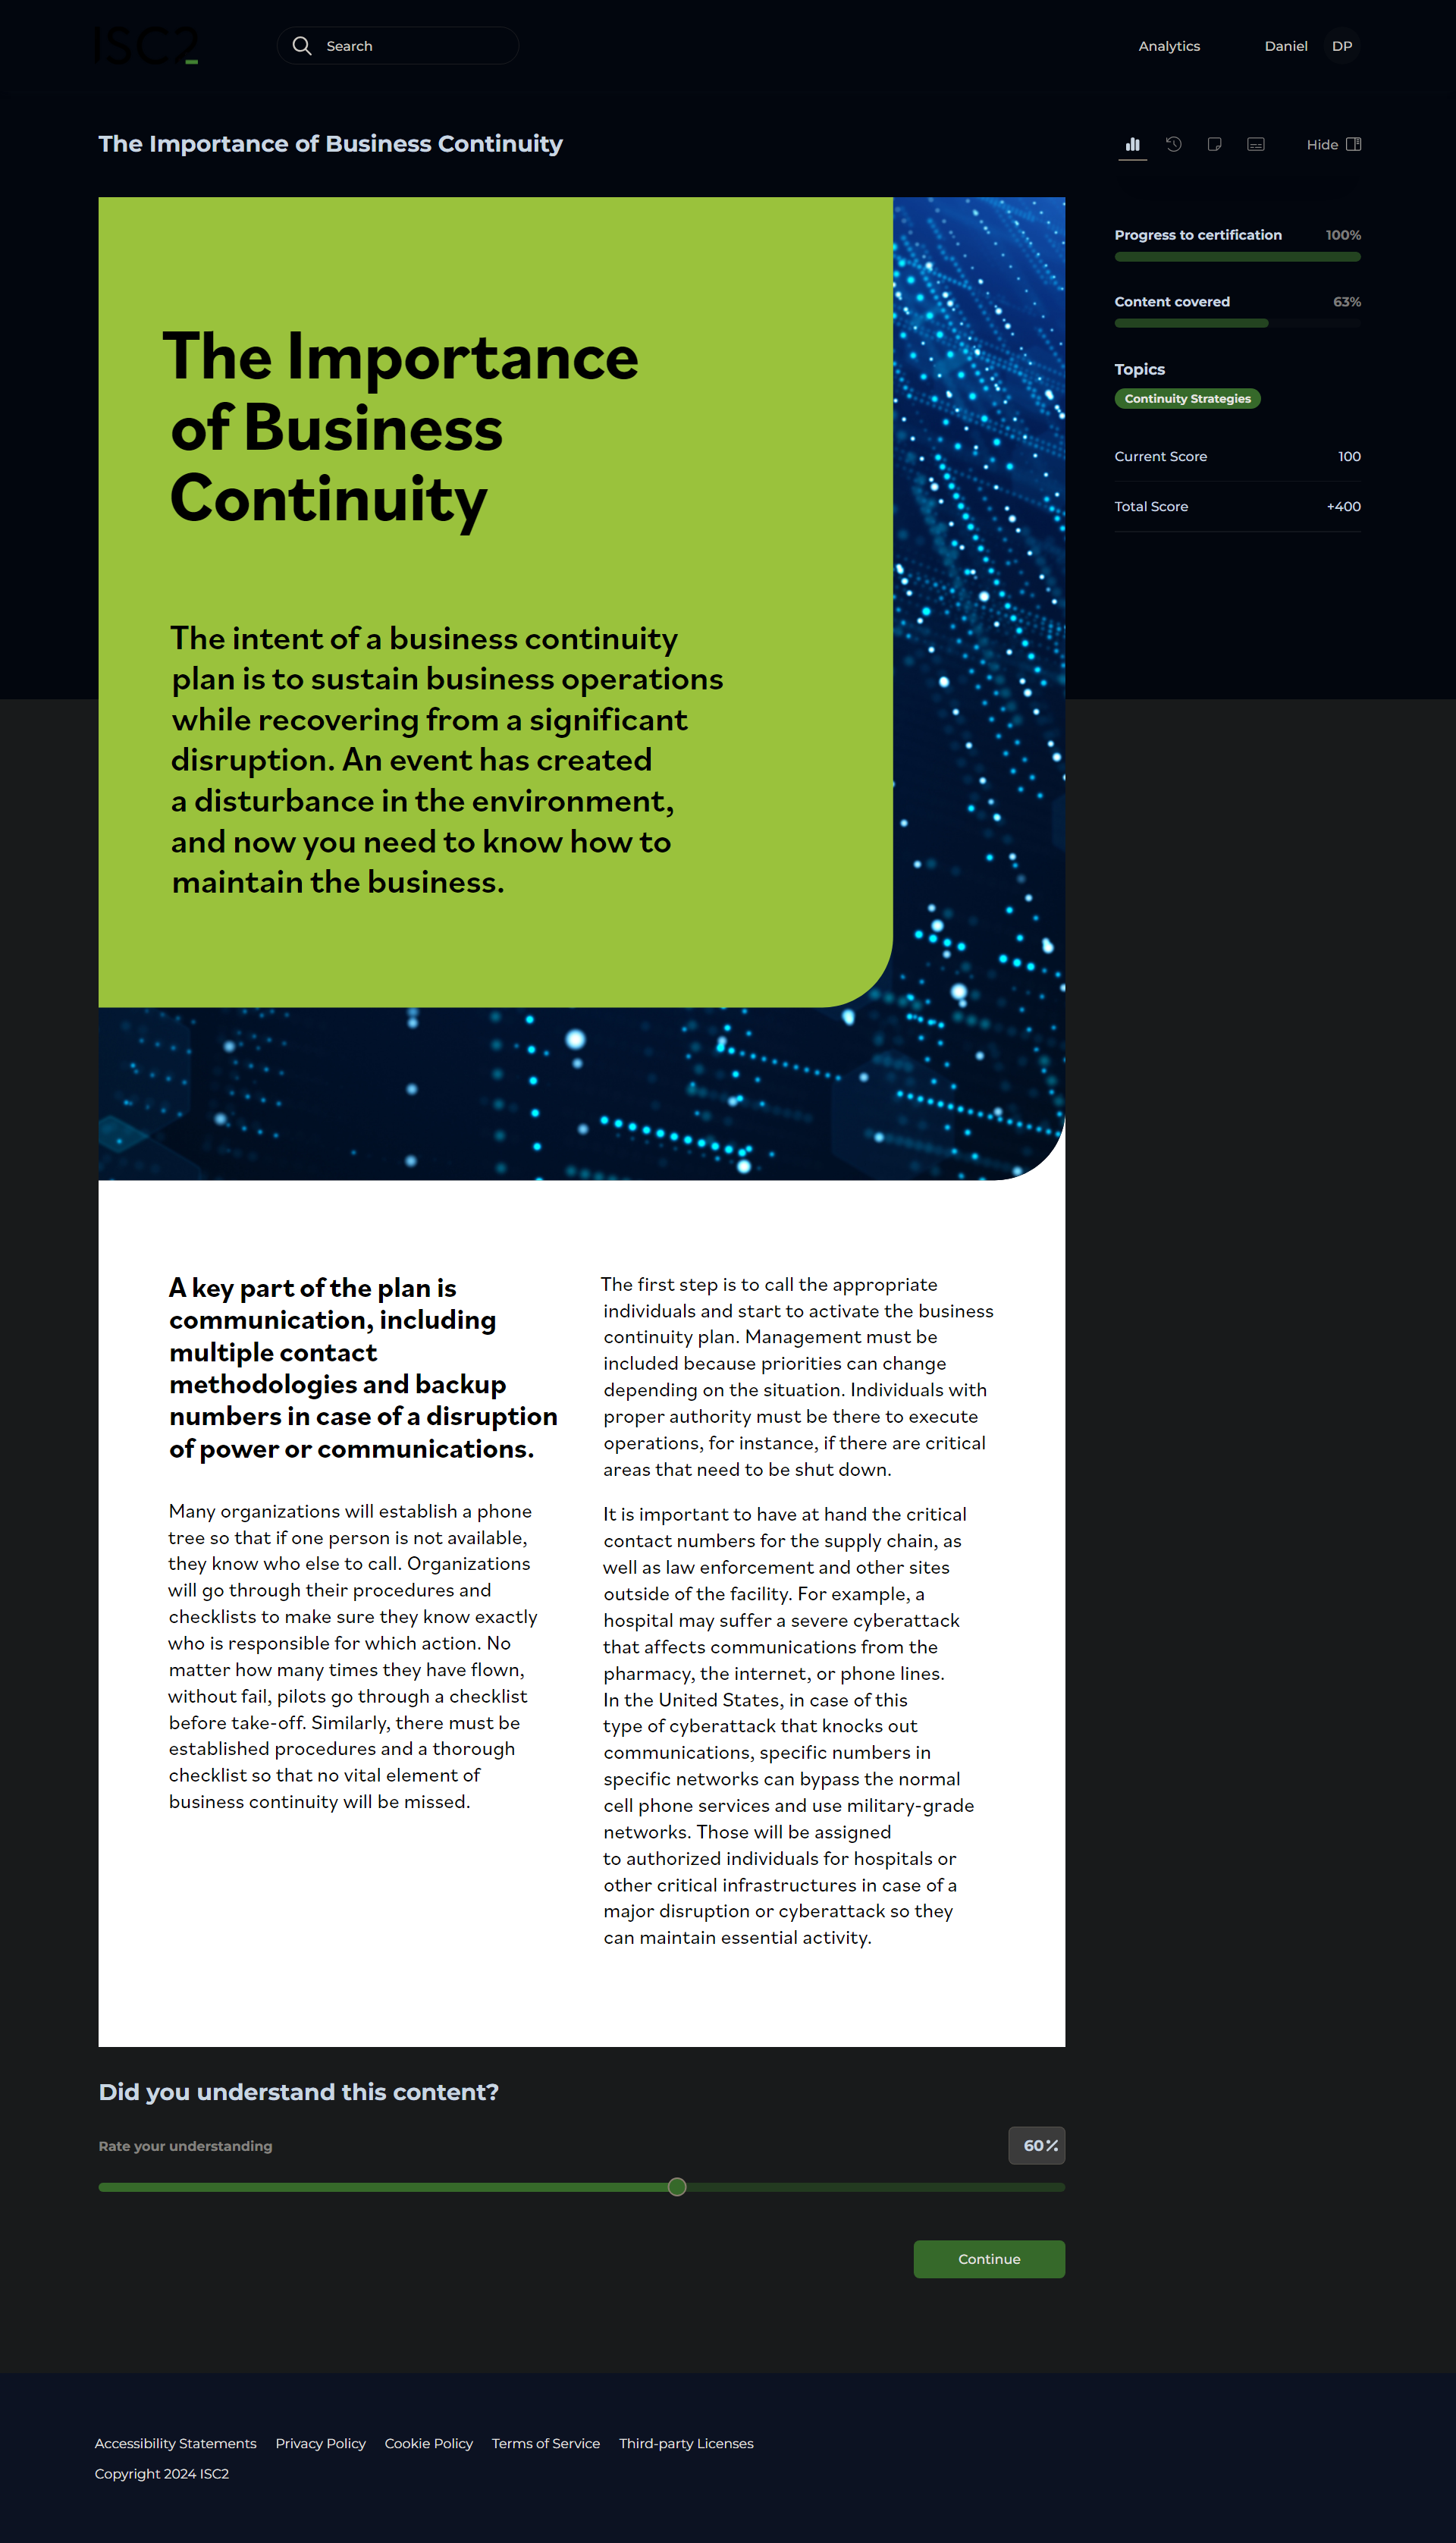 ISC2
Search
Analytics
Daniel
DP
The Importance of Business Continuity
Hide
The Importance
of Business
Continuity
The intent of a business continuity
plan is to sustain business operations
while recovering from a significant
disruption. An event has created
a disturbance in the environment,
and now you need to know how to
maintain the business.
Progress to certification 100%
Content covered 63%
Topics
Continuity Strategies
Current Score 100
Total Score +400
A key part of the plan is
communication, including
multiple contact
methodologies and backup
numbers in case of a disruption
of power or communications.
Many organizations will establish a phone
tree so that if one person is not available,
they know who else to call. Organizations
will go through their procedures and
checklists to make sure they know exactly
who is responsible for which action. No
matter how many times they have flown,
without fail, pilots go through a checklist
before take-off. Similarly, there must be
established procedures and a thorough
checklist so that no vital element of
business continuity will be missed.
The first step is to call the appropriate
individuals and start to activate the business
continuity plan. Management must be
included because priorities can change
depending on the situation. Individuals with
proper authority must be there to execute
operations, for instance, if there are critical
areas that need to be shut down.
It is important to have at hand the critical
contact numbers for the supply chain, as
well as law enforcement and other sites
outside of the facility. For example, a
hospital may suffer a severe cyberattack
that affects communications from the
pharmacy, the internet, or phone lines.
In the United States, in case of this
type of cyberattack that knocks out
communications, specific numbers in
specific networks can bypass the normal
cell phone services and use military-grade
networks. Those will be assigned
to authorized individuals for hospitals or
other critical infrastructures in case of a
major disruption or cyberattack so they
can maintain essential activity.
Did you understand this content?
Rate your understanding
60%
Continue
Accessibility Statements Privacy Policy Cookie Policy Terms of Service Third-party Licenses
Copyright 2024 ISC2